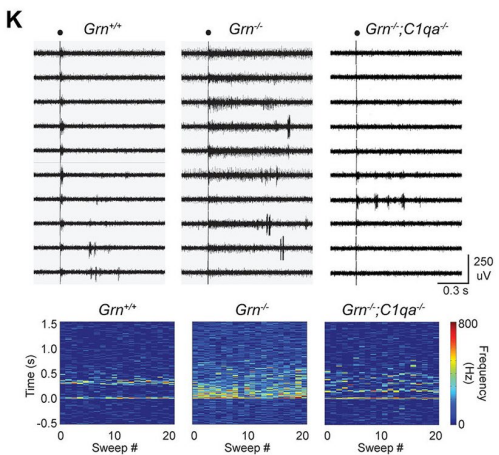 K
Grn+/+ Grn-/- Grn-/-;C1qa-/-
250
uV
0.3 s
Grn+/+ Grn-/- Grn-/-;C1qa-/-
Time (s)
1.5
1.0
0.5
0.0
-0.5
0 10 20 0 10 20 0 10 20
Sweep # Sweep # Sweep #
800
0
Frequency
(Hz)